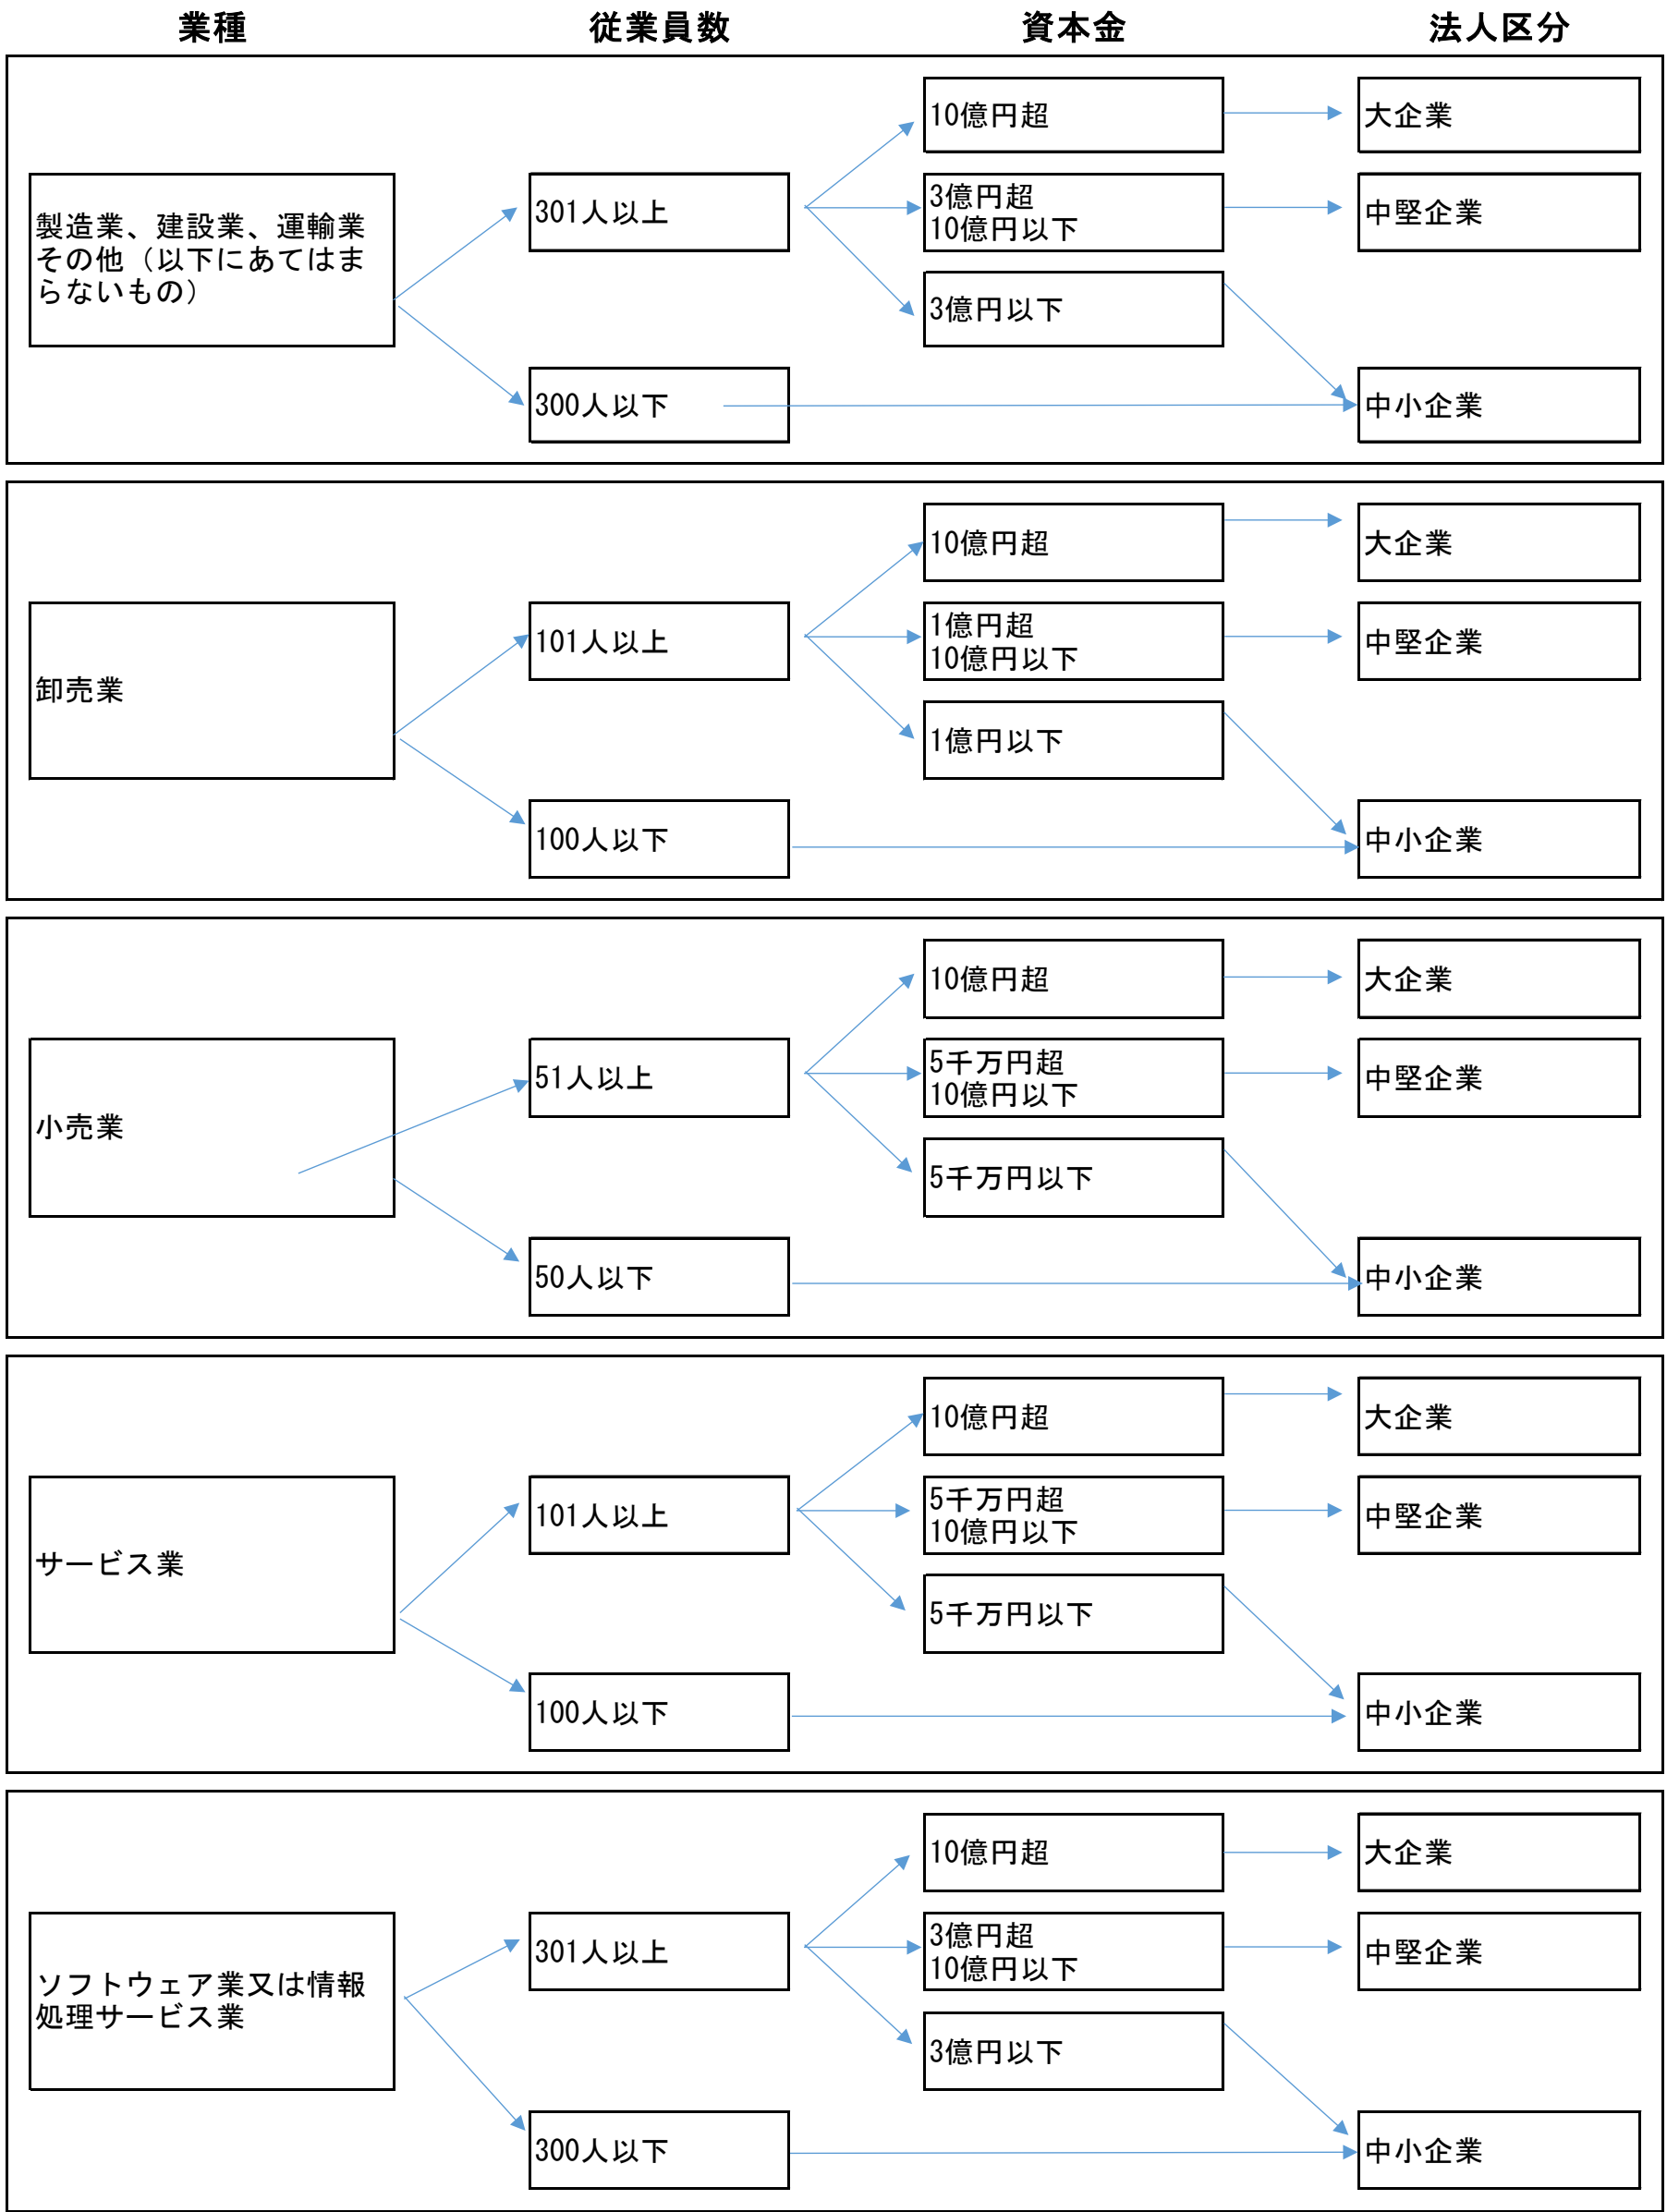 業種 従業員数 資本金 法人区分
10億円超 大企業
製造業、建設業、運輸業
その他（以下にあてはま
らないもの）
301人以上
3億円超
10億円以下
中堅企業
3億円以下
300人以下 中小企業
10億円超 大企業
卸売業
101人以上
1億円超
10億円以下
中堅企業
1億円以下
100人以下 中小企業
10億円超 大企業
小売業
51人以上
5千万円超
10億円以下
中堅企業
5千万円以下
50人以下 中小企業
10億円超 大企業
サービス業
101人以上
5千万円超
10億円以下
中堅企業
5千万円以下
100人以下 中小企業
10億円超 大企業
ソフトウェア業又は情報
処理サービス業
301人以上
3億円超
10億円以下
中堅企業
3億円以下
300人以下 中小企業